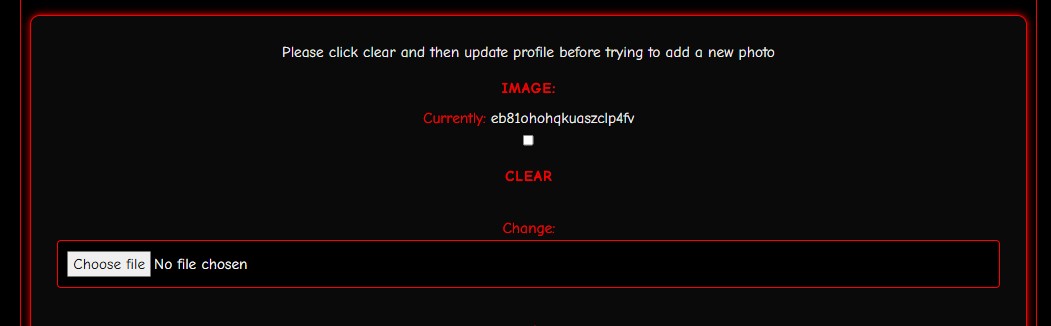 Please click clear and then update profile before trying to add a new photo
IMAGE:
Currently: eb81ohohqkuaszclp4fv
CLEAR
Change:
Choose file No file chosen